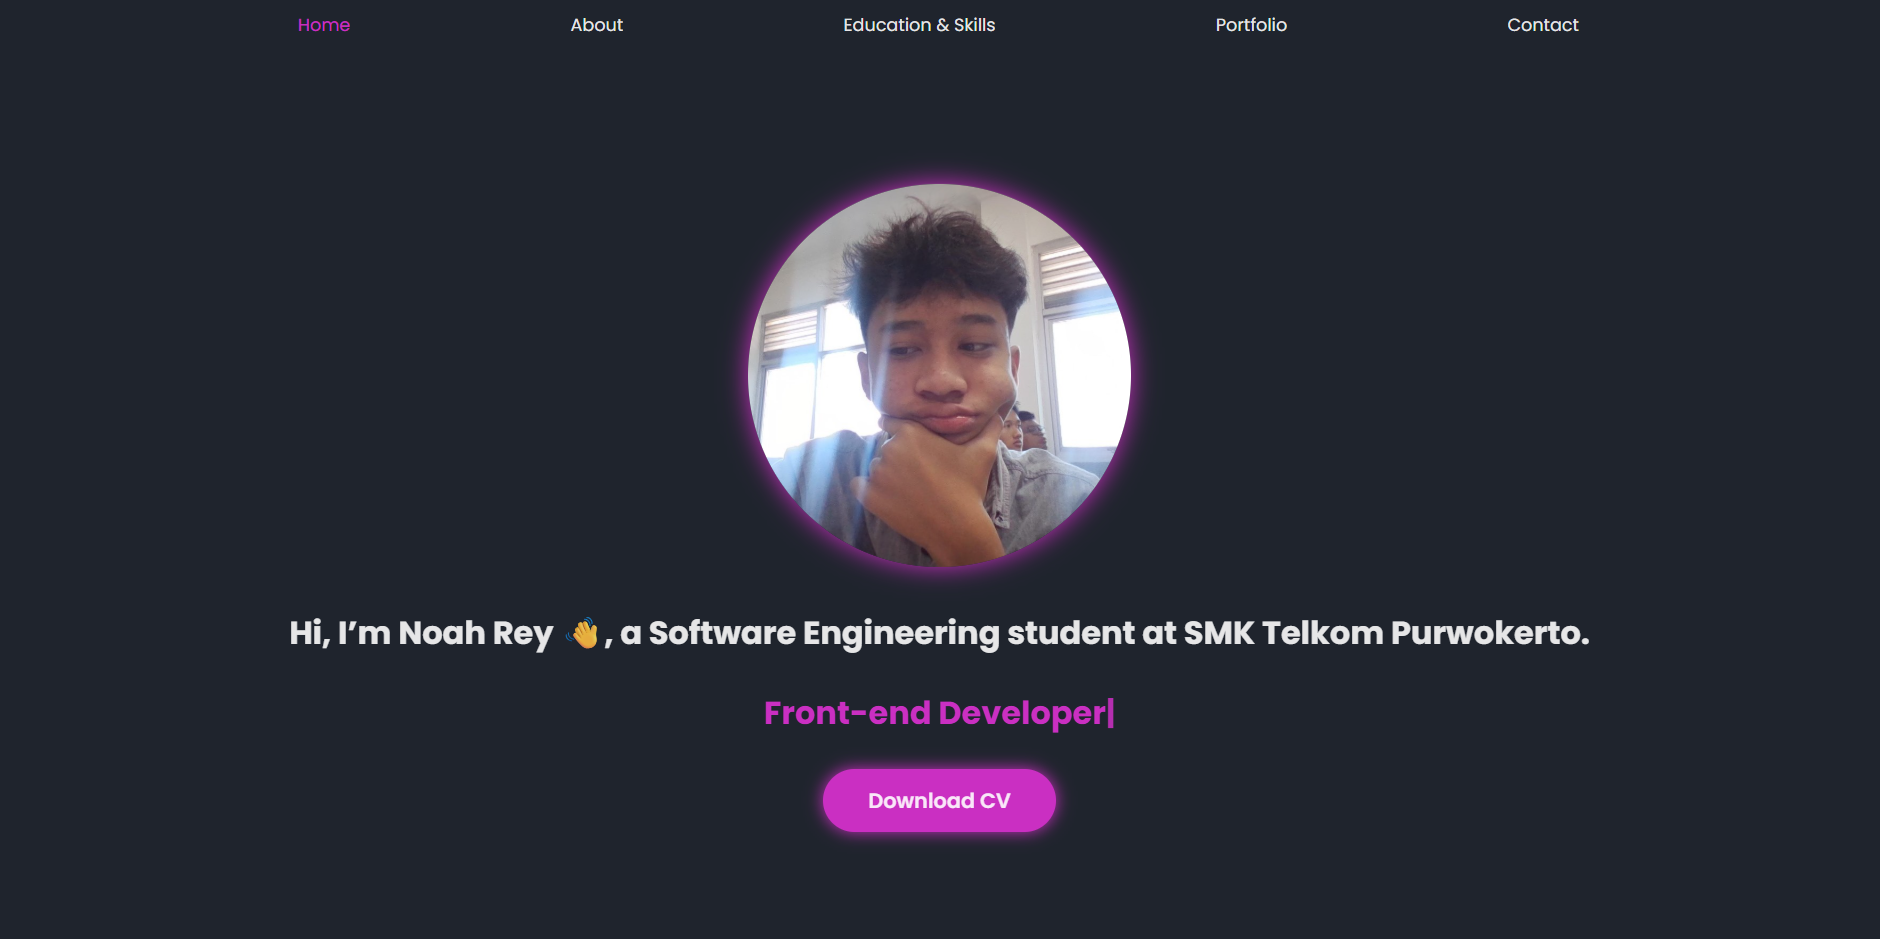 Home About Education & Skills Portfolio Contact
Hi, I’m Noah Rey 👋, a Software Engineering student at SMK Telkom Purwokerto.
Front-end Developer|
Download CV